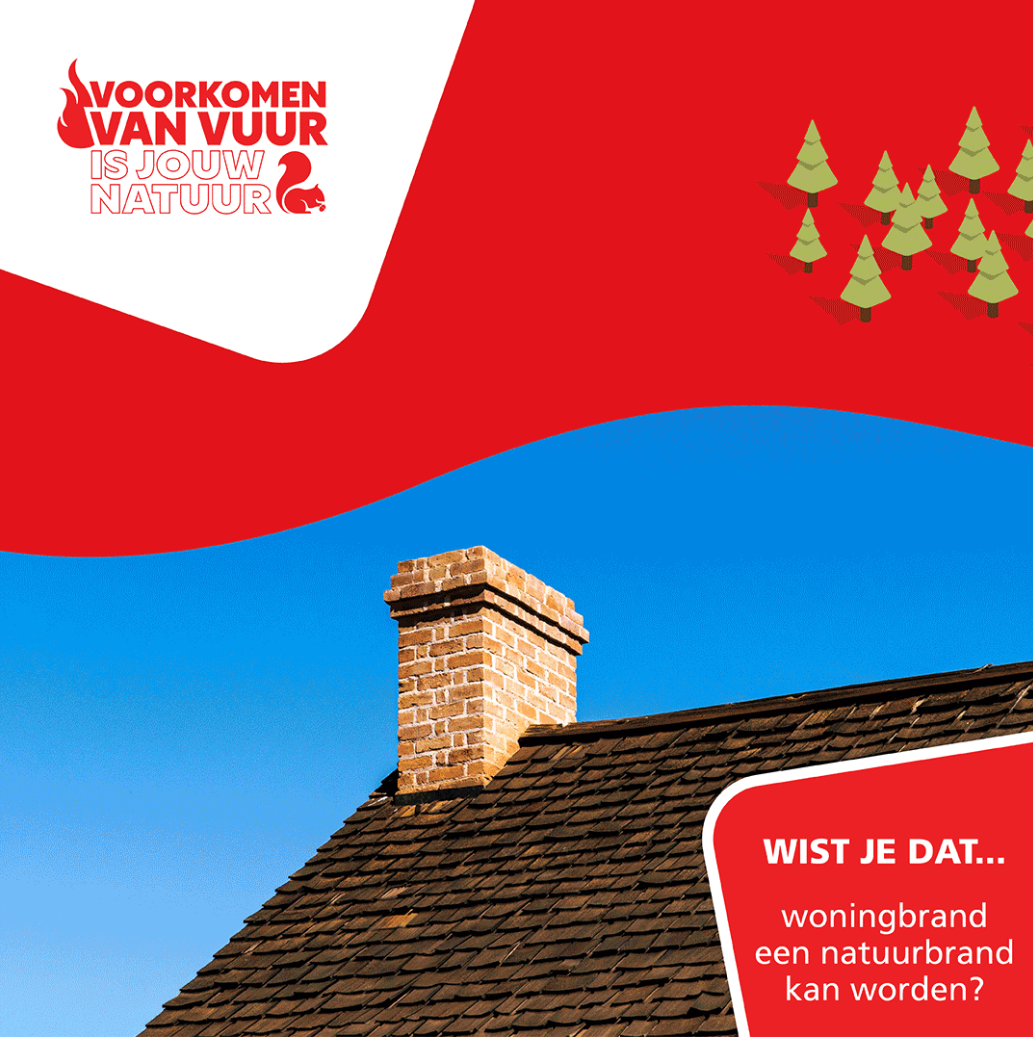 VOORKOMEN
VAN VUUR
IS JOUW
NATUUR
WIST JE DAT...
woningbrand
een natuurbrand
kan worden?